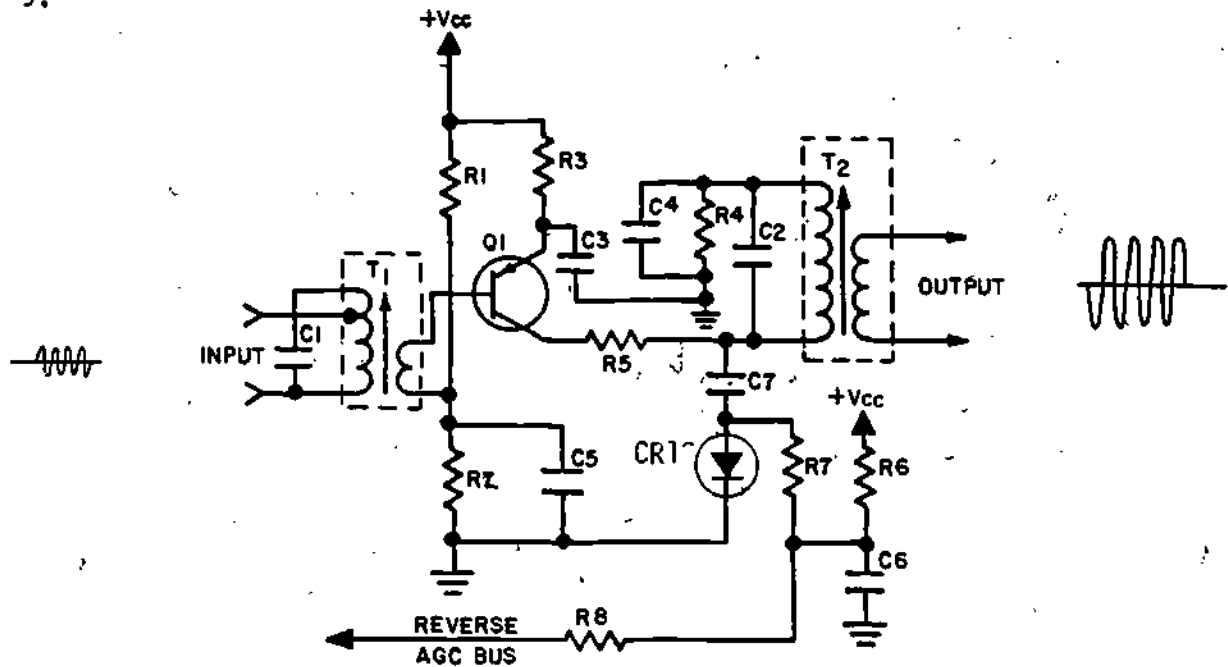 +Vcc
R1
R3
T2
C4
R4
C2
Q1
C3
T1
OUTPUT
INPUT
C1
R5
C7
+Vcc
R2
C5
CR1
R7
R6
C6
REVERSE
R8
AGC BUS